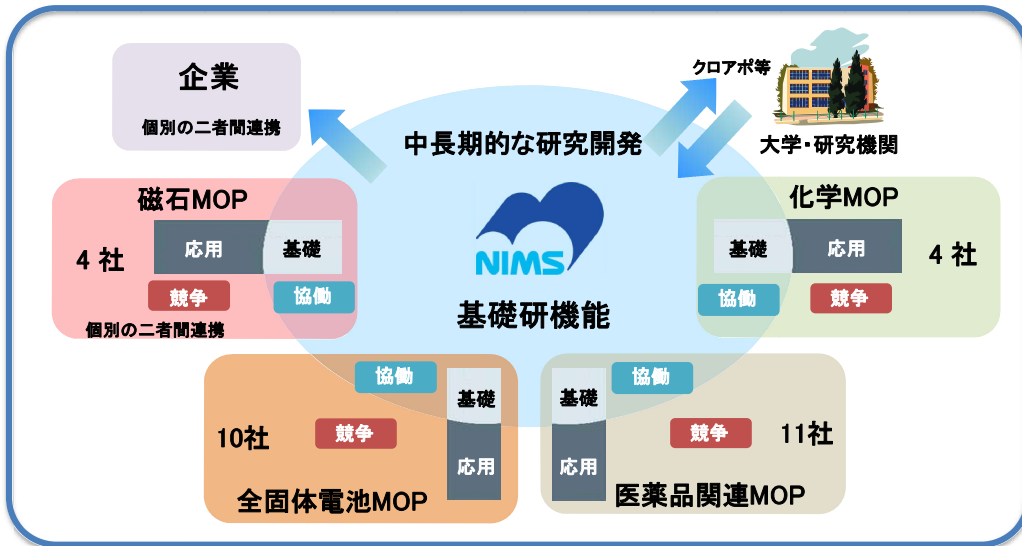 企業
個別の二者間連携
クロアポ等
大学・研究機関
中長期的な研究開発
NIMS
基礎研機能
磁石MOP
4 社
応用
基礎
競争
協働
個別の二者間連携
化学MOP
基礎
応用
4 社
協働
競争
協働
基礎
10社
競争
応用
全固体電池MOP
基礎
協働
競争
11社
応用
医薬品関連MOP